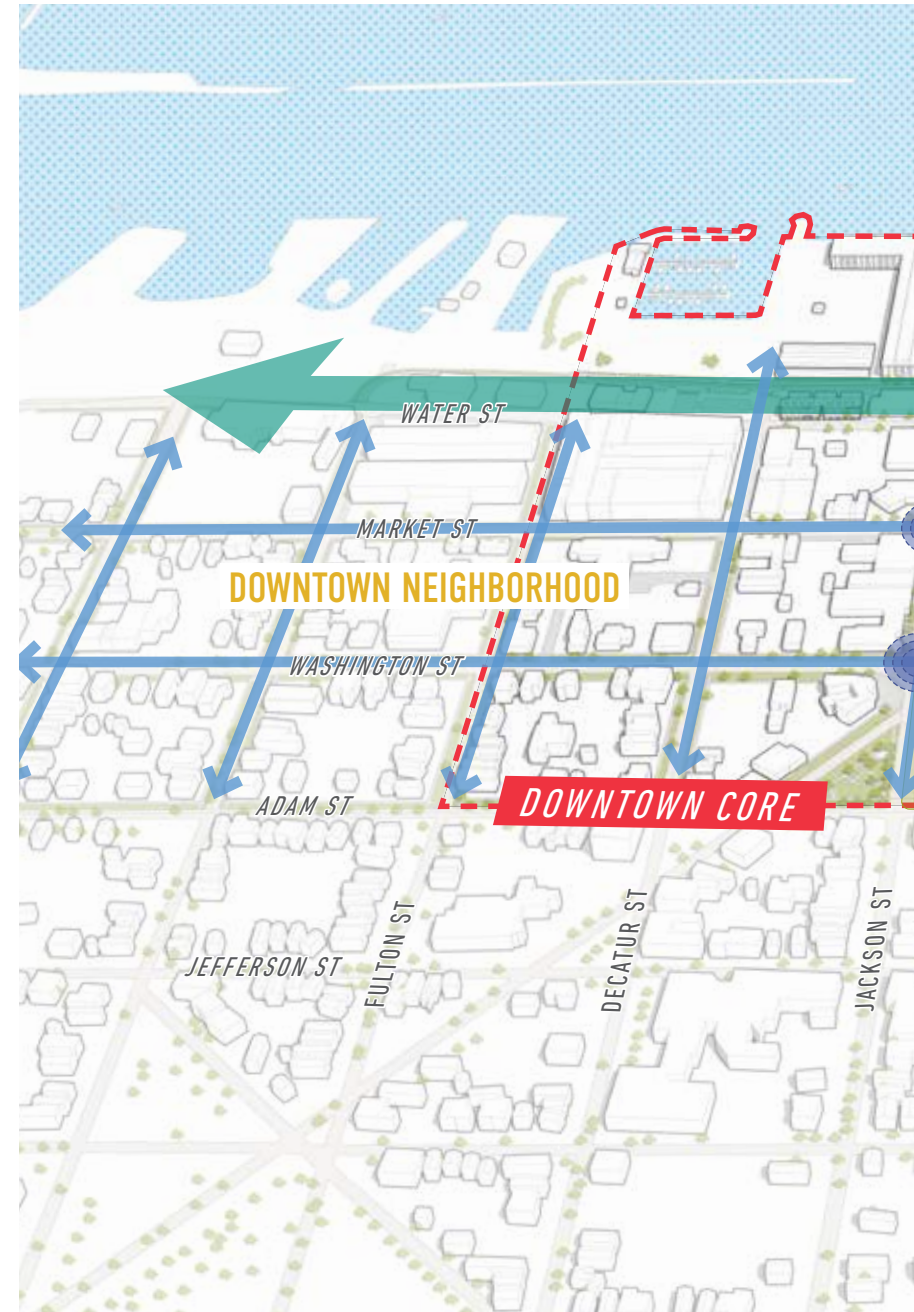 WATER ST
MARKET ST
DOWNTOWN NEIGHBORHOOD
WASHINGTON ST
ADAM ST
DOWNTOWN CORE
JEFFERSON ST
FULTON ST
DECATUR ST
JACKSON ST